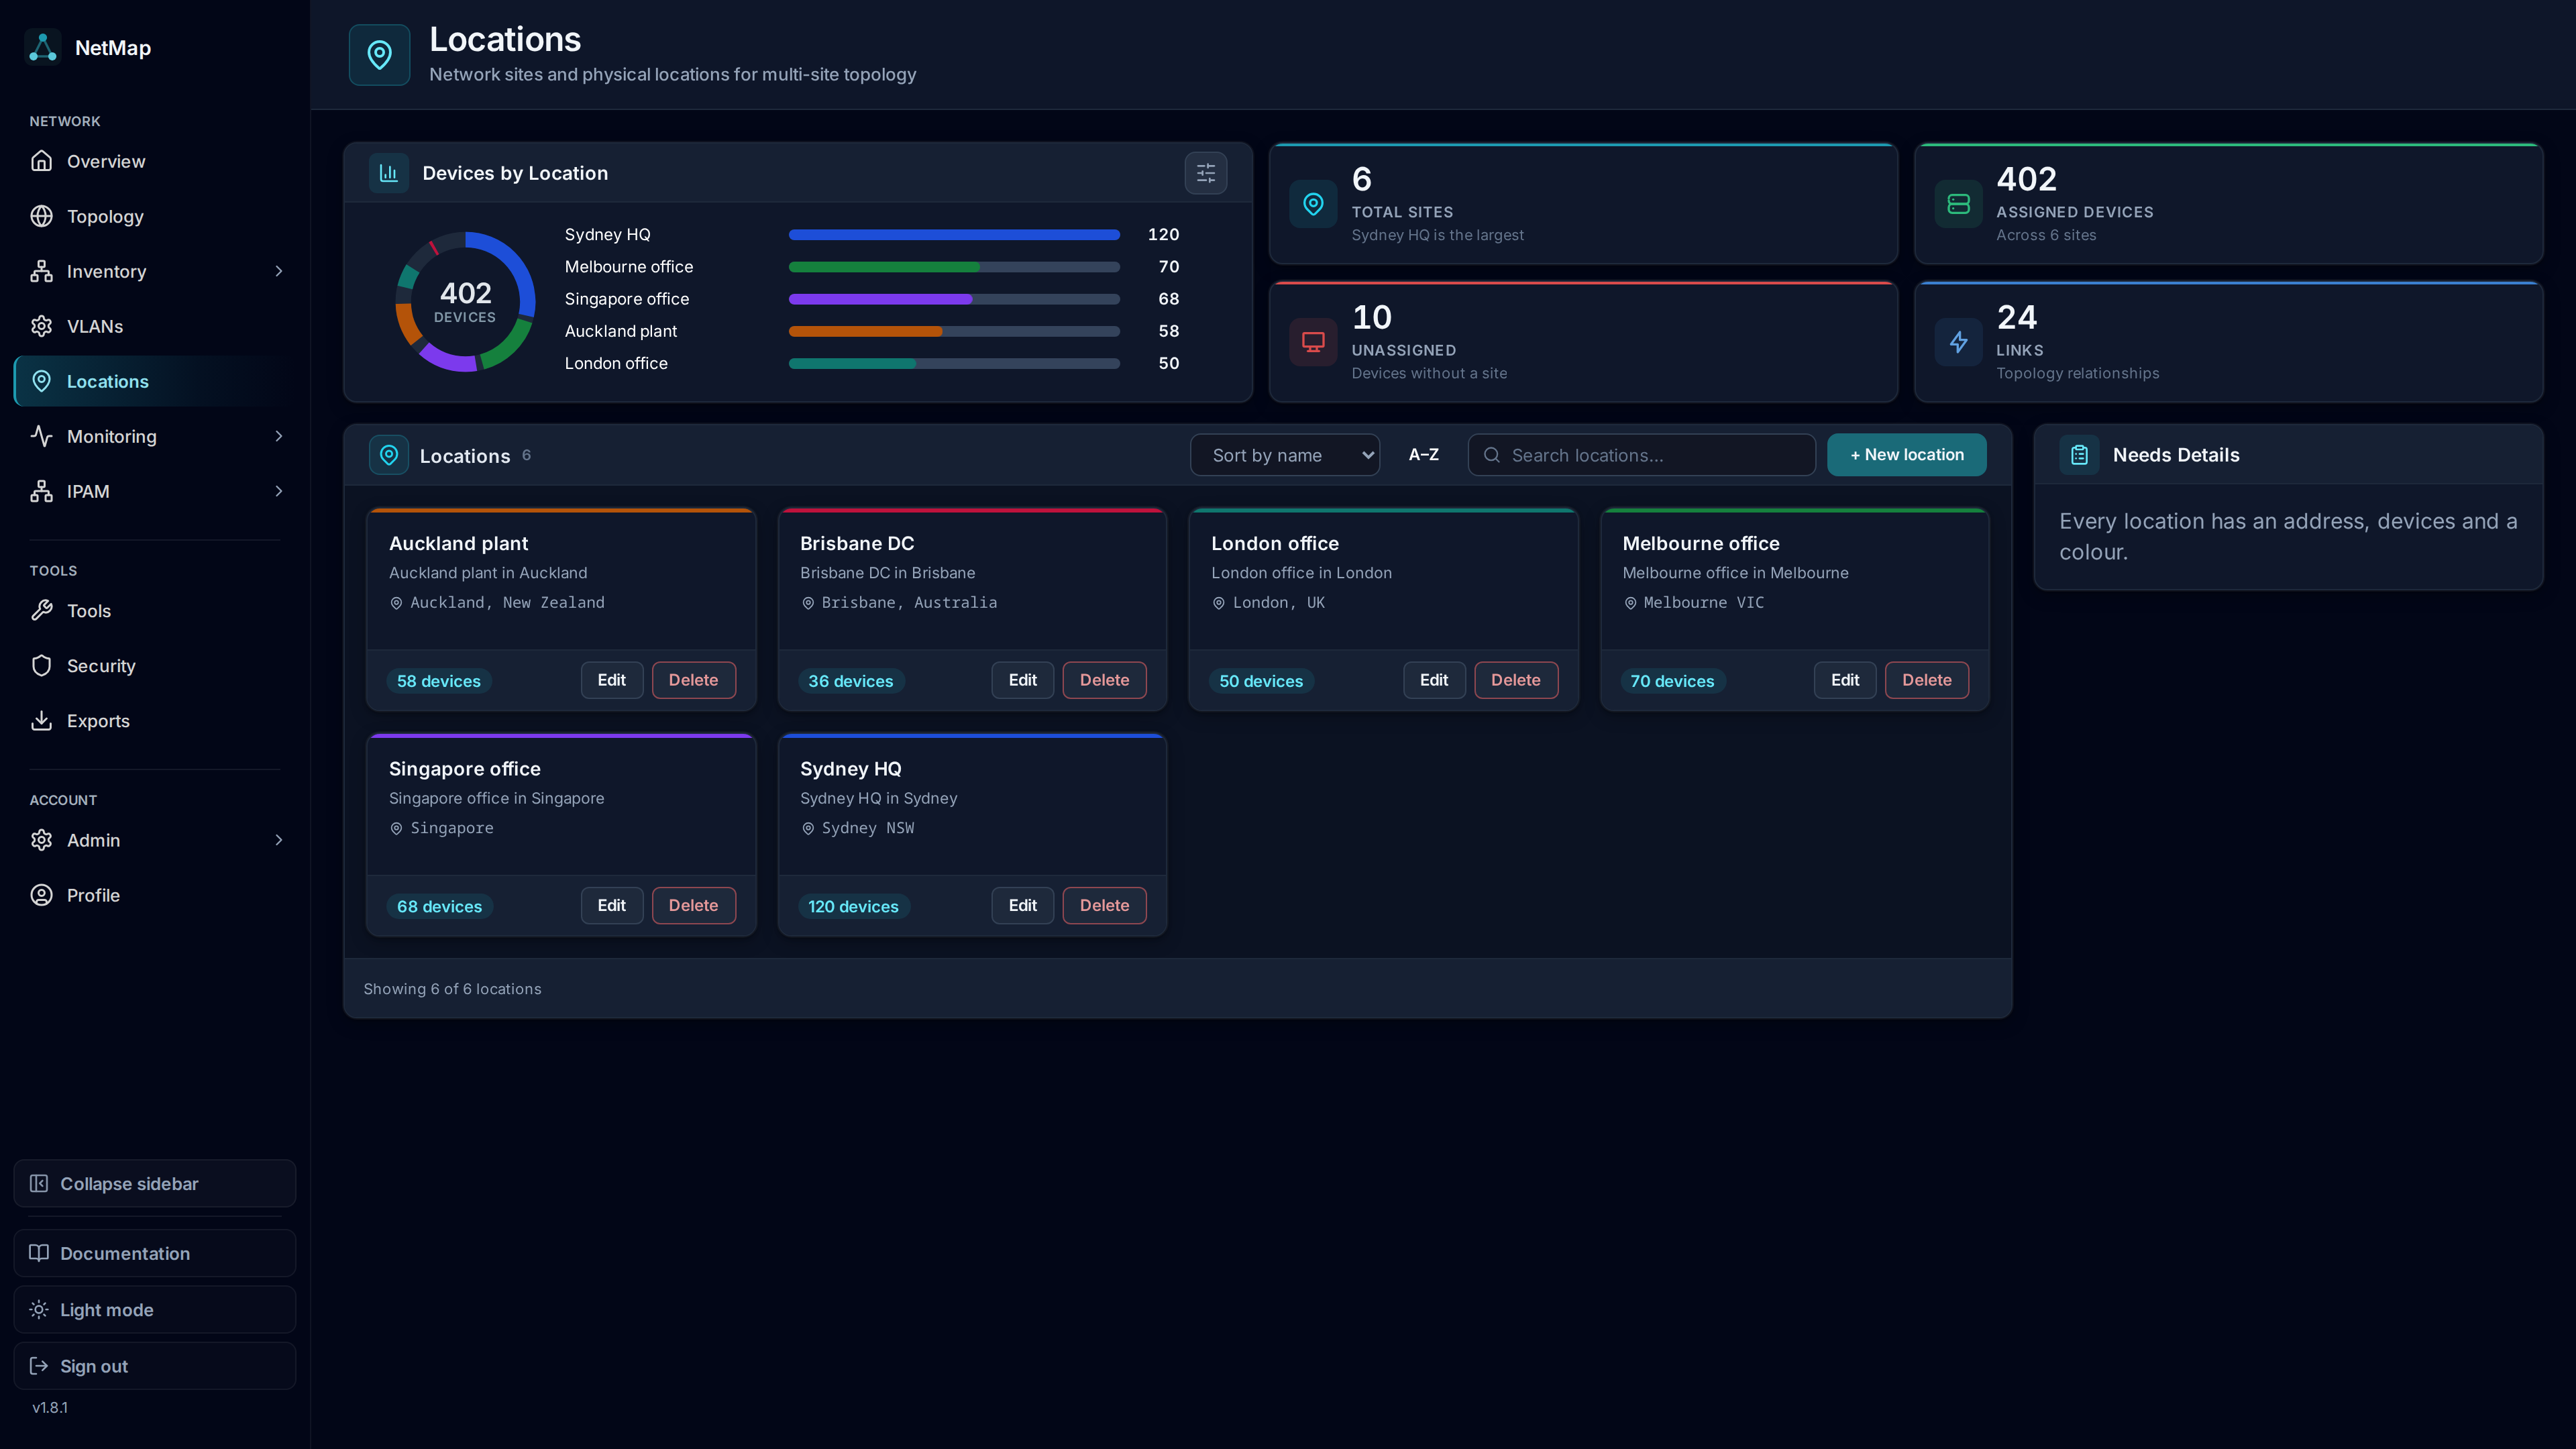 NetMap
NETWORK
Overview
Topology
Inventory
VLANs
Locations
Monitoring
IPAM
TOOLS
Tools
Security
Exports
ACCOUNT
Admin
Profile
Collapse sidebar
Documentation
Light mode
Sign out
v1.8.1
Locations
Network sites and physical locations for multi-site topology
Devices by Location
402
DEVICES
Sydney HQ 120
Melbourne office 70
Singapore office 68
Auckland plant 58
London office 50
6
TOTAL SITES
Sydney HQ is the largest
402
ASSIGNED DEVICES
Across 6 sites
10
UNASSIGNED
Devices without a site
24
LINKS
Topology relationships
Locations 6
Sort by name
A–Z
Search locations...
+ New location
Auckland plant
Auckland plant in Auckland
Auckland, New Zealand
58 devices Edit Delete
Brisbane DC
Brisbane DC in Brisbane
Brisbane, Australia
36 devices Edit Delete
London office
London office in London
London, UK
50 devices Edit Delete
Melbourne office
Melbourne office in Melbourne
Melbourne VIC
70 devices Edit Delete
Singapore office
Singapore office in Singapore
Singapore
68 devices Edit Delete
Sydney HQ
Sydney HQ in Sydney
Sydney NSW
120 devices Edit Delete
Showing 6 of 6 locations
Needs Details
Every location has an address, devices and a
colour.